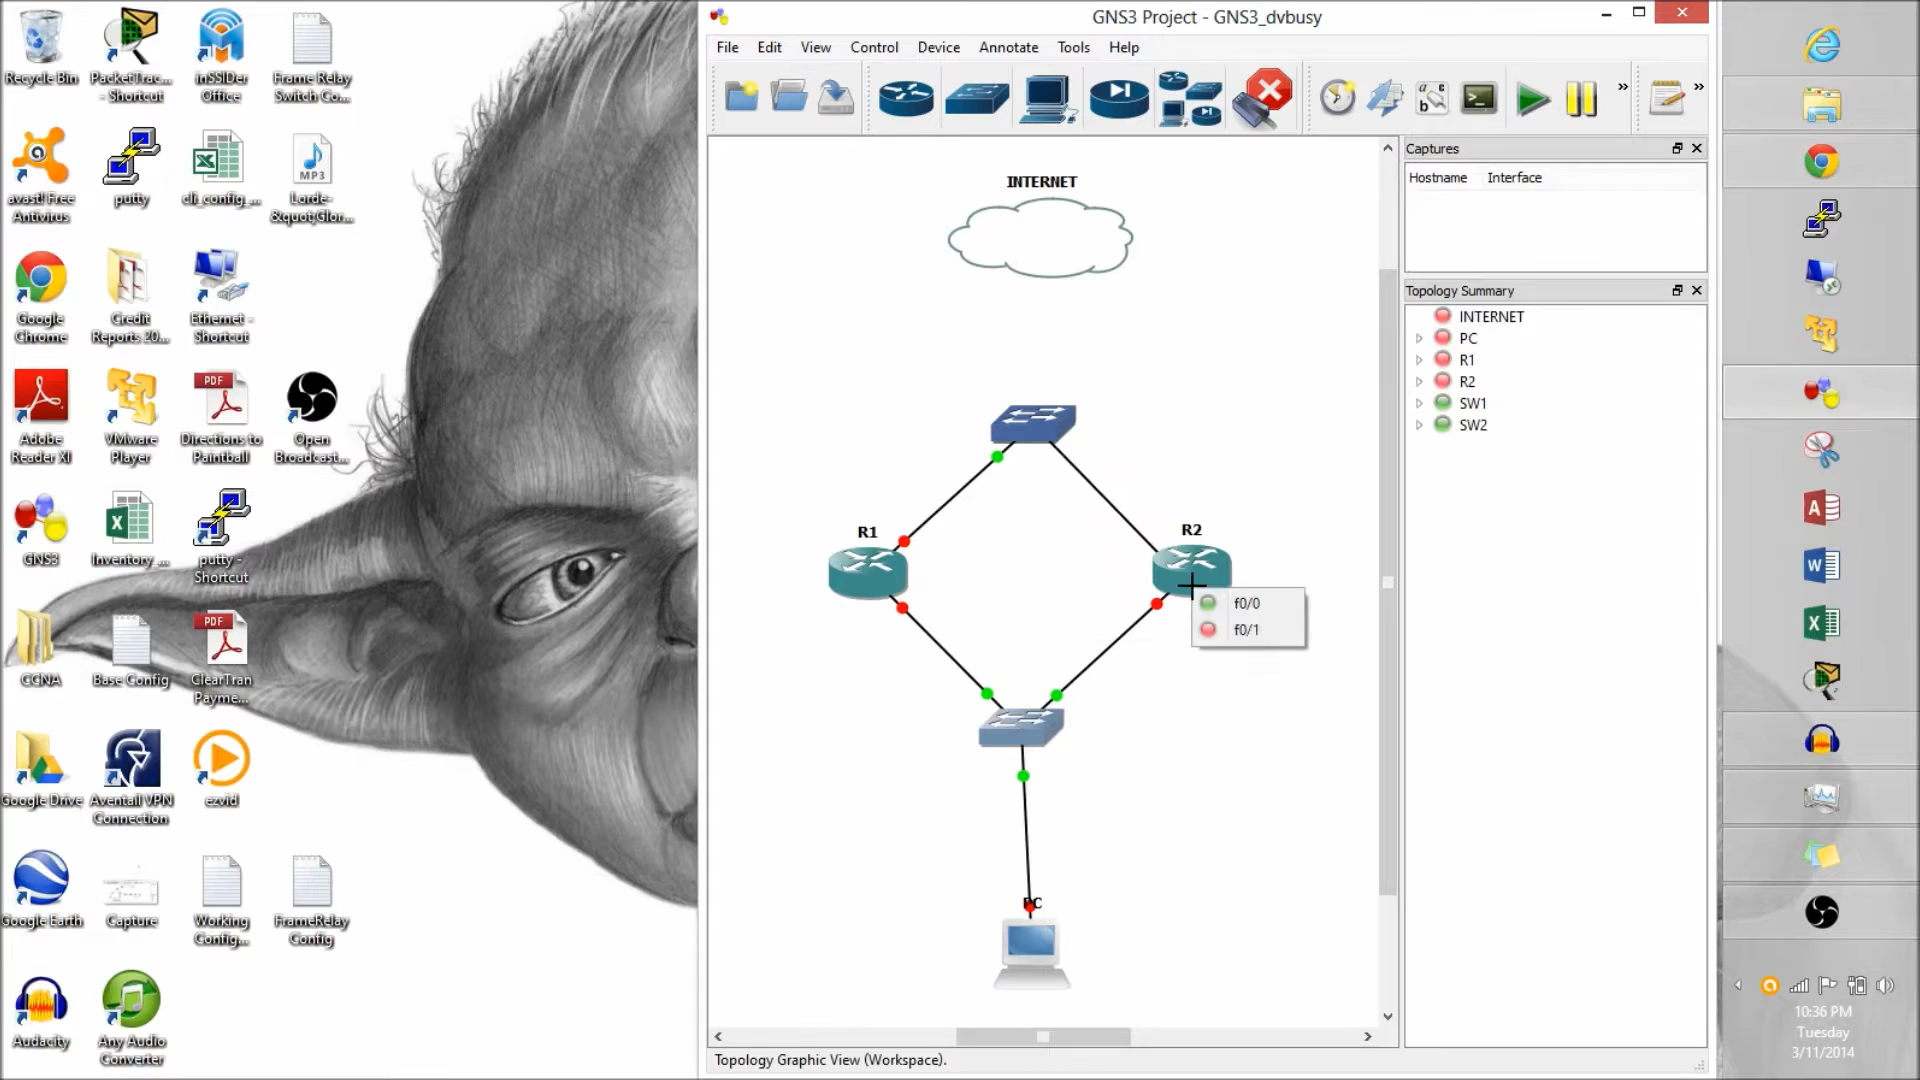 Recycle Bin
PacketTrac...
- Shortcut
inSSIDer
Office
Frame Relay
Switch Co...
avast! Free
Antivirus
putty
cli_config_...
MP3
Lorde-
&quot;Glor...
Google
Chrome
Credit
Reports 20...
Ethernet -
Shortcut
Adobe
Reader XI
VMware
Player
PDF
Directions to
Paintball
Open
Broadcast...
GNS3
Inventory_...
putty -
Shortcut
CCNA
Base Config
PDF
ClearTran
Payme...
Google Drive
Aventail VPN
Connection
ezvid
Google Earth
Capture
Working
Config...
FrameRelay
Config
Audacity
Any Audio
Converter
GNS3 Project - GNS3_dvbusy
File Edit View Control Device Annotate Tools Help
INTERNET
R1
R2
f0/0
f0/1
PC
Topology Graphic View (Workspace).
Captures
Hostname Interface
Topology Summary
INTERNET
PC
R1
R2
SW1
SW2
10:36 PM
Tuesday
3/11/2014